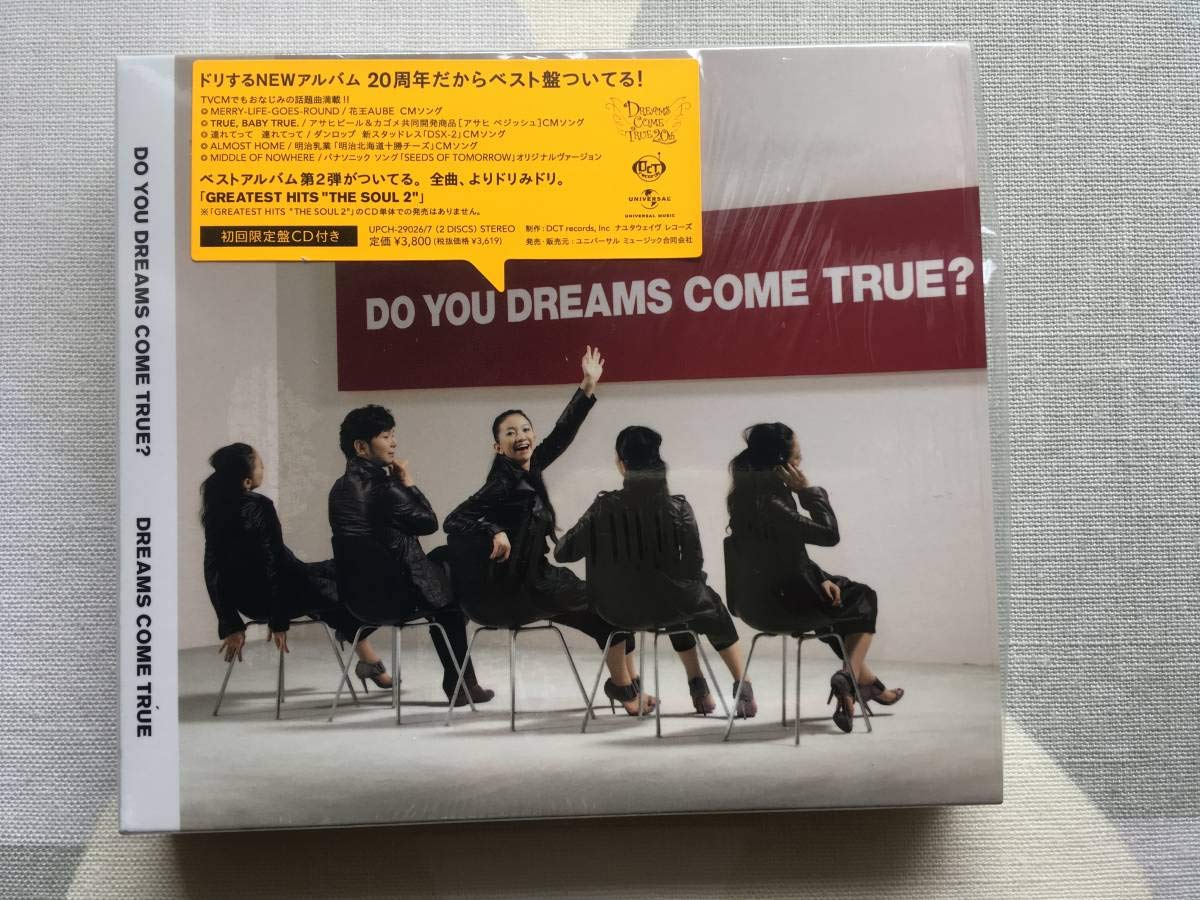 ドリするNEWアルバム 20周年だからベスト盤ついてる!
TVCMでもおなじみの話題曲満載!!
◎ MERRY-LIFE-GOES-ROUND / 花王AUBE CMソング
◎ TRUE, BABY TRUE. / アサヒビール&カゴメ共同開発商品[アサヒ ベジッシュ]CMソング
◎ 連れてって 連れてって / ダンロップ 新スタッドレス「DSX-2」CMソング
◎ ALMOST HOME / 明治乳業「明治北海道十勝チーズ」CMソング
◎ MIDDLE OF NOWHERE / パナソニック ソング「SEEDS OF TOMORROW」オリジナルヴァージョン
ベストアルバム第2弾がついてる。全曲、よりドリみドリ。
「GREATEST HITS "THE SOUL 2"」
※「GREATEST HITS "THE SOUL 2"」のCD単体での発売はありません。
初回限定盤CD付き
UPCH-29026/7 (2 DISCS) STEREO
定価 ¥3,800 (税抜価格 ¥3,619)
制作:DCT records, Inc ナユタウェイヴ レコーズ
発売・販売元:ユニバーサル ミュージック合同会社
DREAMS
COME
TRUE 20th
DCT
records
UNIVERSAL
UNIVERSAL MUSIC
DO YOU DREAMS COME TRUE?
DO YOU DREAMS COME TRUE? DREAMS COME TRUE